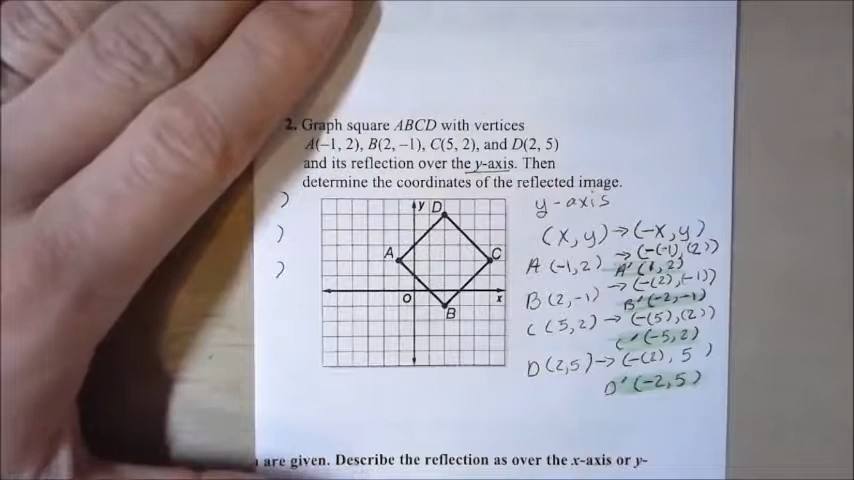 2. Graph square ABCD with vertices
A(−1, 2), B(2, −1), C(5, 2), and D(2, 5)
and its reflection over the y-axis. Then
determine the coordinates of the reflected image.
)
)
)
y
D
A
C
O
x
B
y-axis
(x,y)→(-x,y)
A(-1,2) →(-(-1),(2))
A'(1,2)
B(2,-1) →(-(2),(-1))
B'(-2,-1)
C(5,2) →(-(5),(2))
C'(-5,2)
D(2,5)→(-(2), 5 )
D'(-2,5)
are given. Describe the reflection as over the x-axis or y-